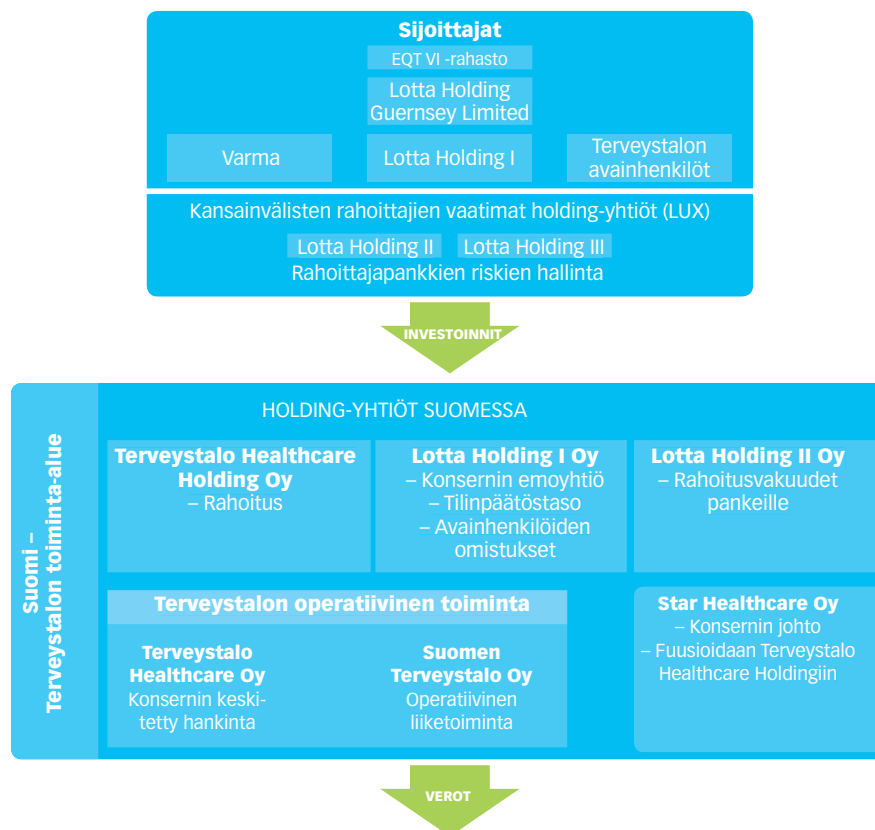 Sijoittajat
EQT VI -rahasto
Lotta Holding
Guernsey Limited
Varma
Lotta Holding I
Terveystalon
avainhenkilöt
Kansainvälisten rahoittajien vaatimat holding-yhtiöt (LUX)
Lotta Holding II
Lotta Holding III
Rahoittajapankkien riskien hallinta
INVESTOINNIT
Suomi –
Terveystalon toiminta-alue
HOLDING-YHTIÖT SUOMESSA
Terveystalo Healthcare
Holding Oy
– Rahoitus
Lotta Holding I Oy
– Konsernin emoyhtiö
– Tilinpäätöstaso
– Avainhenkilöiden
omistukset
Lotta Holding II Oy
– Rahoitusvakuudet
pankeille
Terveystalon operatiivinen toiminta
Terveystalo
Healthcare Oy
Konsernin keski-
tetty hankinta
Suomen
Terveystalo Oy
Operatiivinen
liiketoiminta
Star Healthcare Oy
– Konsernin johto
– Fuusioidaan Terveystalo
Healthcare Holdingiin
VEROT